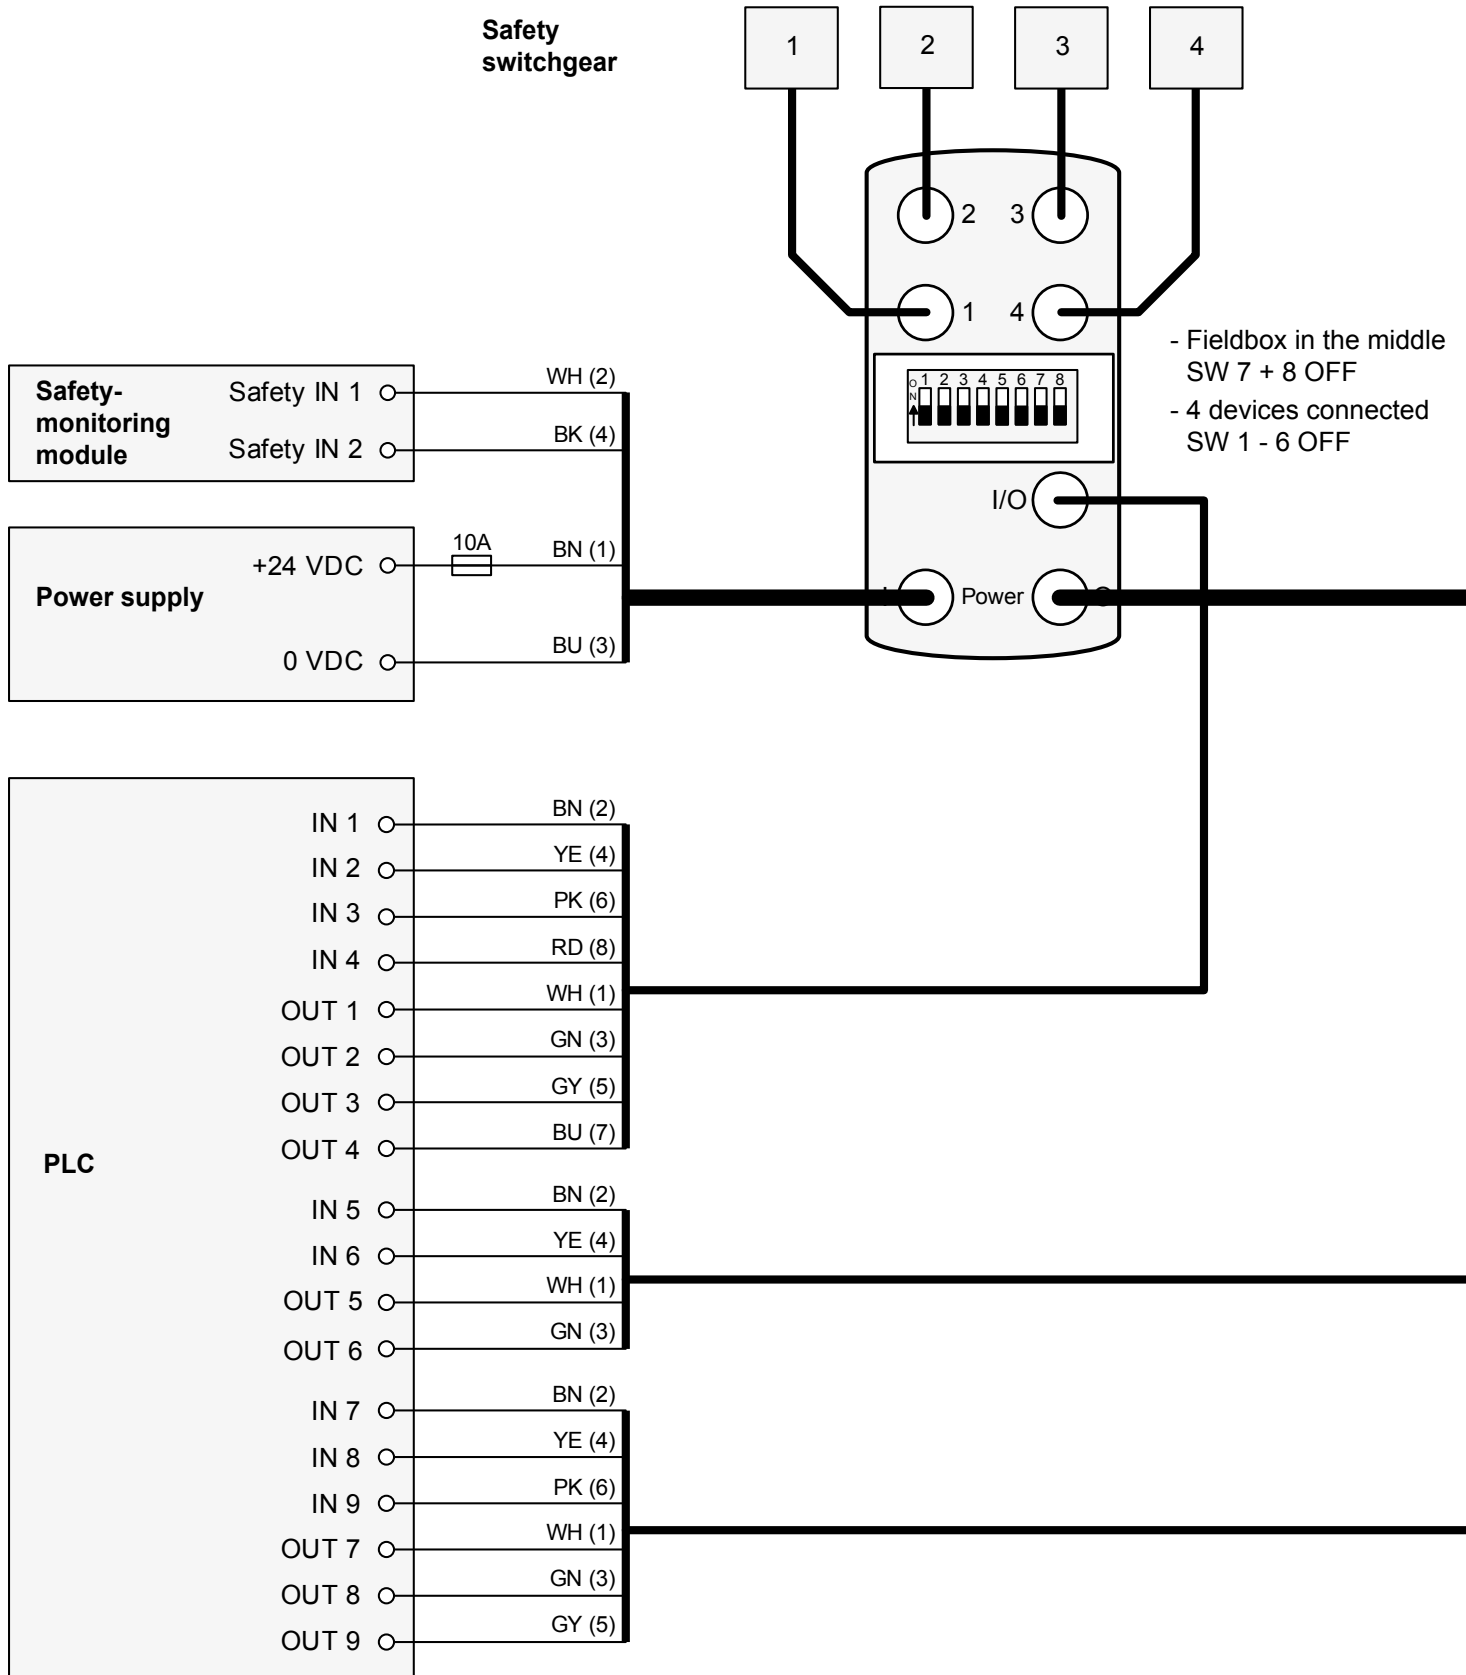 Safety
switchgear
1 2 3 4
2 3
1 4
- Fieldbox in the middle
SW 7 + 8 OFF
- 4 devices connected
SW 1 - 6 OFF
ON 1 2 3 4 5 6 7 8
I/O
I Power O
Safety-
monitoring
module
Safety IN 1 WH (2)
Safety IN 2 BK (4)
Power supply
+24 VDC 10A BN (1)
0 VDC BU (3)
PLC
IN 1 BN (2)
IN 2 YE (4)
IN 3 PK (6)
IN 4 RD (8)
OUT 1 WH (1)
OUT 2 GN (3)
OUT 3 GY (5)
OUT 4 BU (7)
IN 5 BN (2)
IN 6 YE (4)
OUT 5 WH (1)
OUT 6 GN (3)
IN 7 BN (2)
IN 8 YE (4)
IN 9 PK (6)
OUT 7 WH (1)
OUT 8 GN (3)
OUT 9 GY (5)